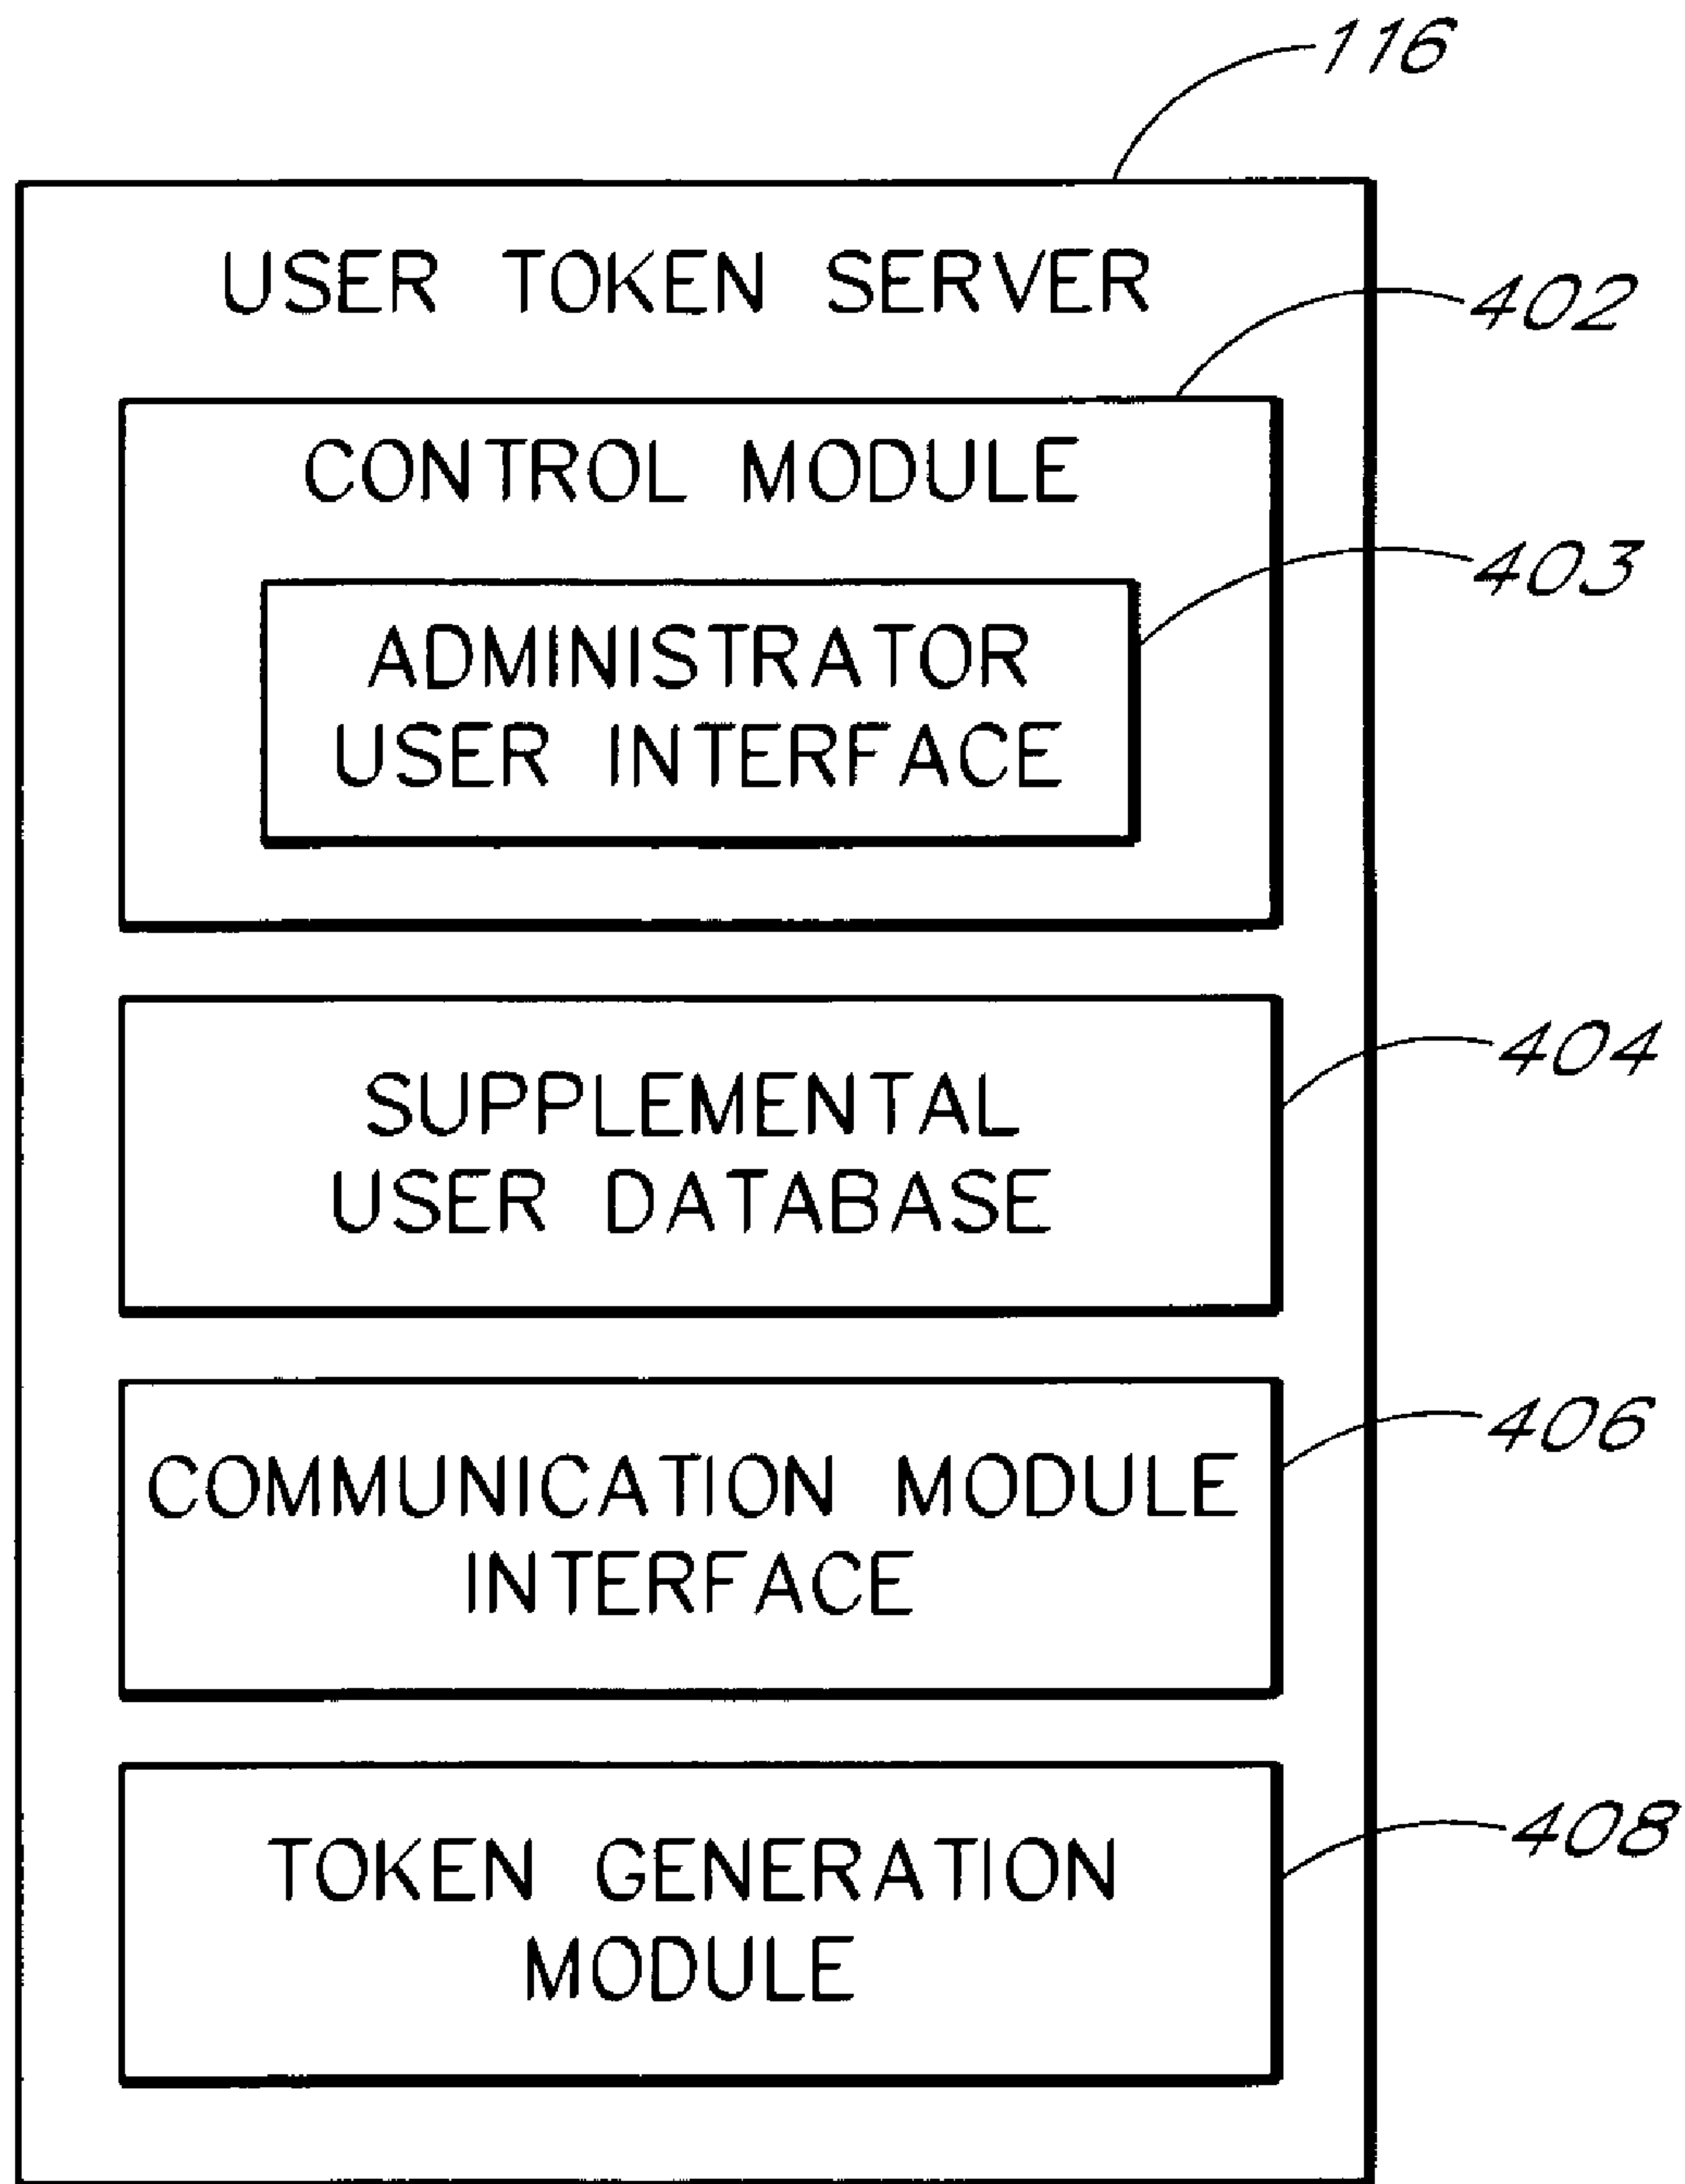 116
USER TOKEN SERVER
402
CONTROL MODULE
403
ADMINISTRATOR
USER INTERFACE
404
SUPPLEMENTAL
USER DATABASE
406
COMMUNICATION MODULE
INTERFACE
408
TOKEN GENERATION
MODULE